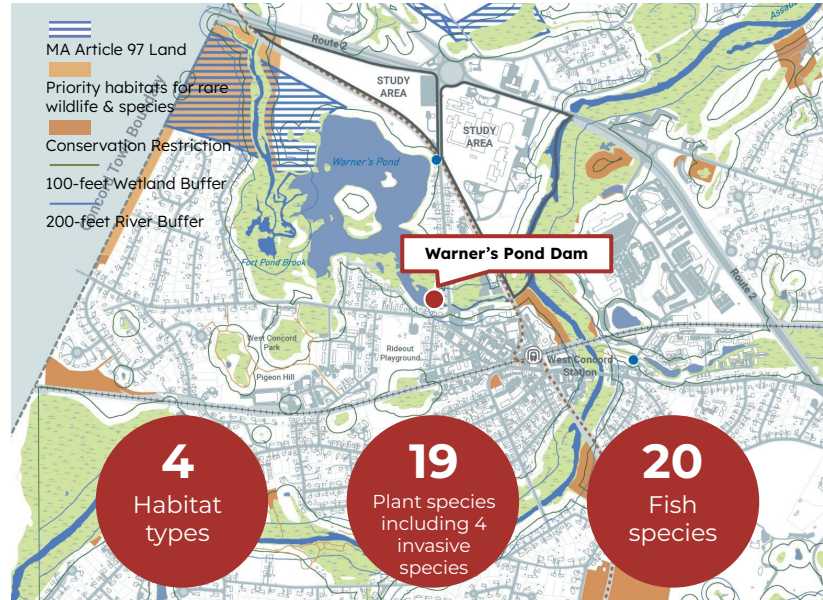 MA Article 97 Land
Priority habitats for rare
wildlife & species
Conservation Restriction
100-feet Wetland Buffer
200-feet River Buffer
Concord Town Boundary
Route 2
STUDY
AREA
STUDY
AREA
Warner's Pond
Warner's Pond Dam
Fort Pond Brook
Route 2
West Concord
Park
Rideout
Playground
Pigeon Hill
West Concord
Station
4
Habitat
types
19
Plant species
including 4
invasive
species
20
Fish
species